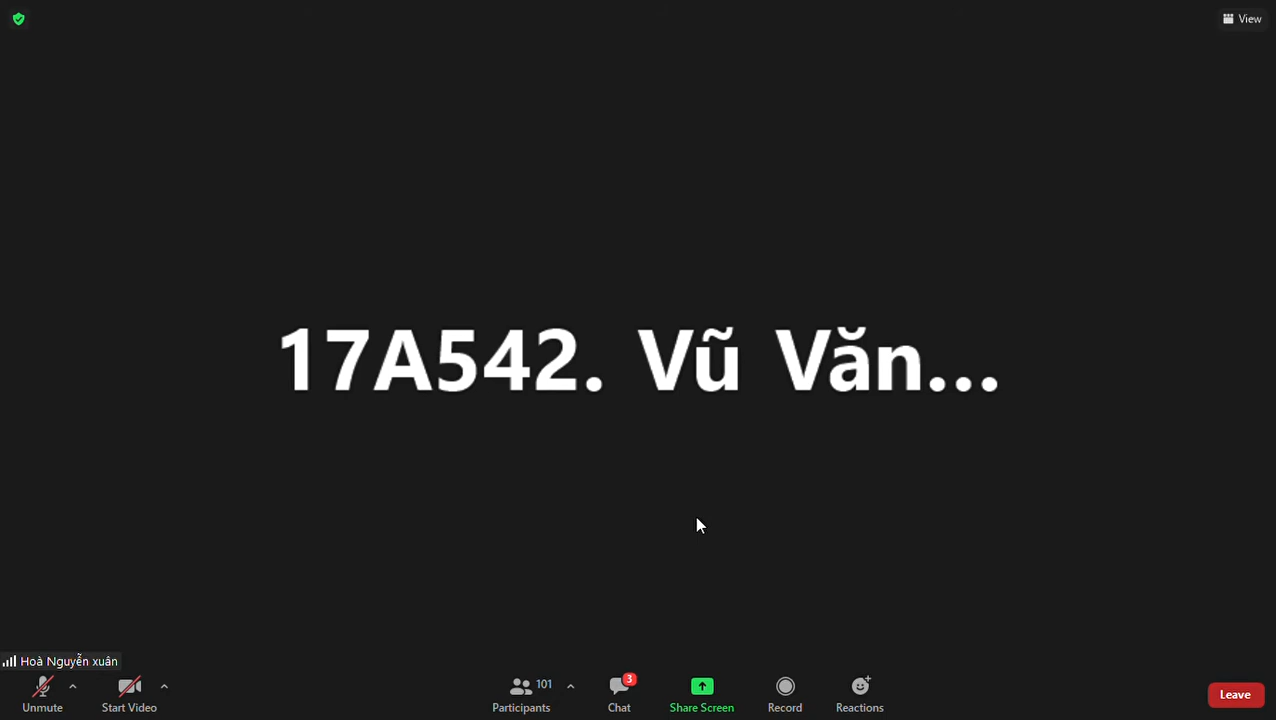 View
17A542. Vũ Văn...
Hoà Nguyễn xuân
Unmute
Start Video
101
Participants
3
Chat
Share Screen
Record
Reactions
Leave